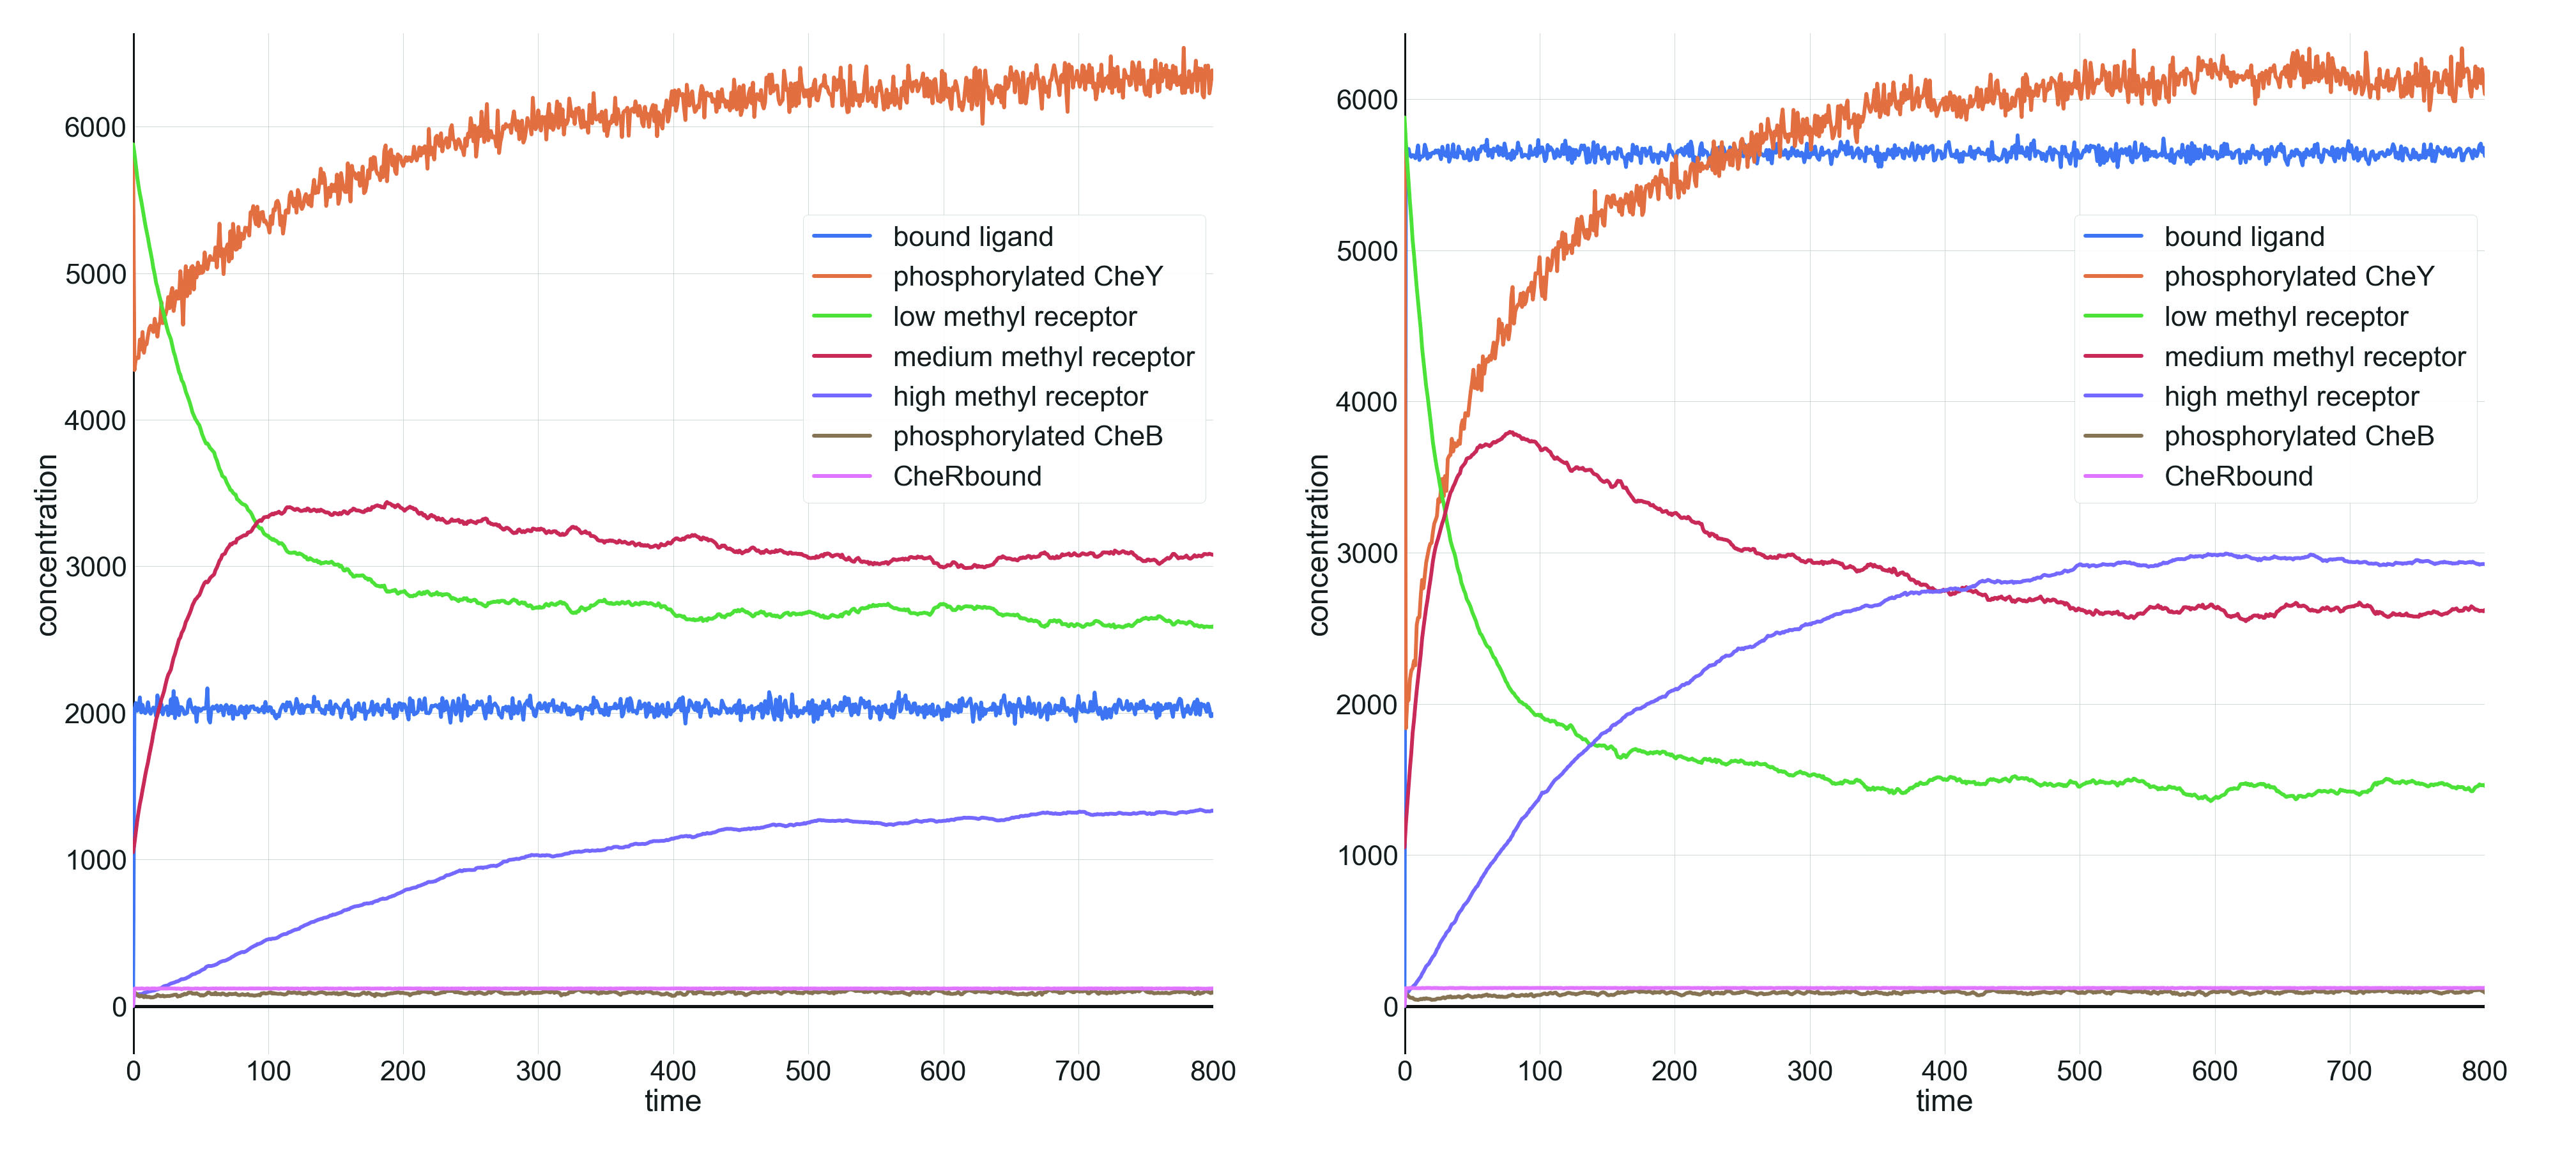 6000
5000
4000
3000
2000
1000
0
concentration
0 100 200 300 400 500 600 700 800
time
bound ligand
phosphorylated CheY
low methyl receptor
medium methyl receptor
high methyl receptor
phosphorylated CheB
CheRbound
6000
5000
4000
3000
2000
1000
0
concentration
0 100 200 300 400 500 600 700 800
time
bound ligand
phosphorylated CheY
low methyl receptor
medium methyl receptor
high methyl receptor
phosphorylated CheB
CheRbound